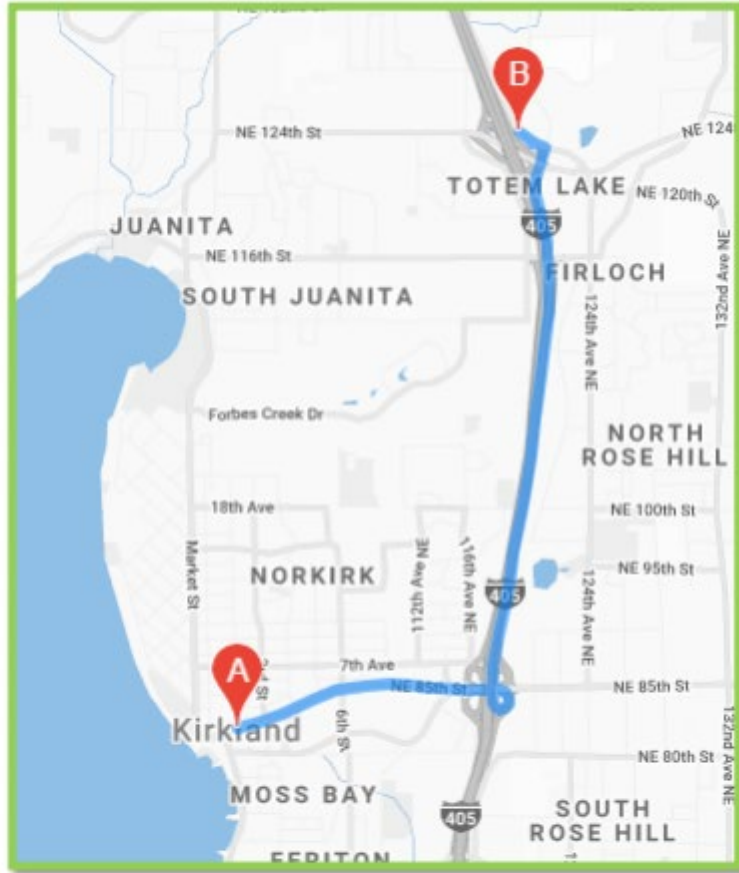 B
NE 124th St
NE 124
TOTEM LAKE
NE 120th St
JUANITA
405
NE 116th St
FIRLOCH
SOUTH JUANITA
132nd Ave NE
124th Ave NE
Forbes Creek Dr
NORTH
ROSE HILL
18th Ave
NE 100th St
Market St
112th Ave NE
116th Ave NE
NE 95th St
NORKIRK
405
124th Ave NE
A
7th Ave
NE 85th St
NE 85th St
Kirkland
6th St
132nd Ave NE
NE 80th St
MOSS BAY
405
SOUTH
ROSE HILL